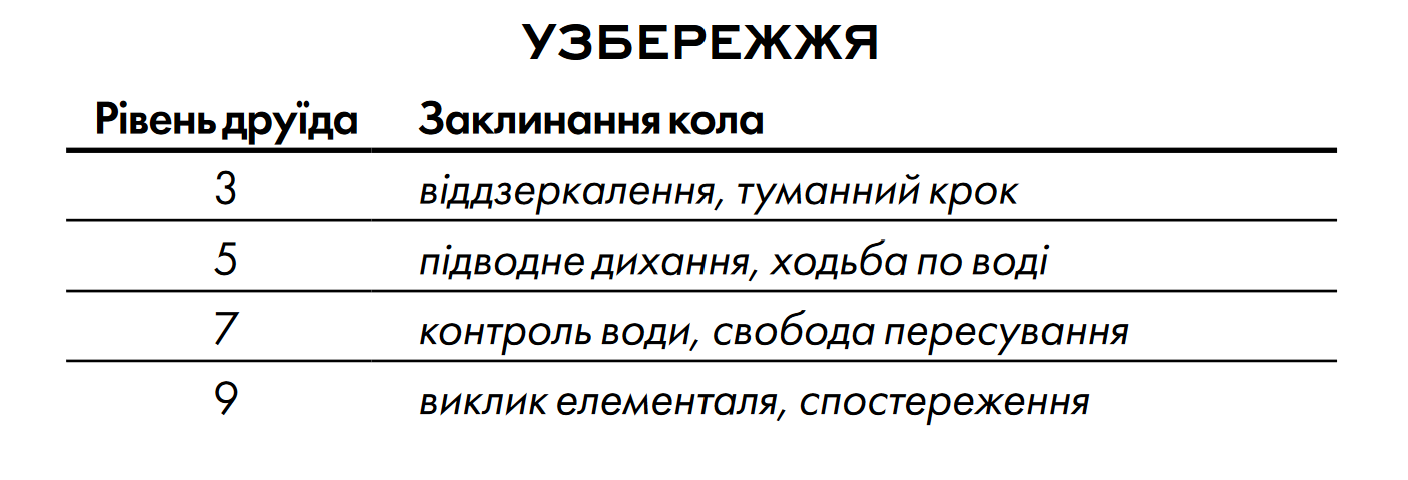 УЗБЕРЕЖЖЯ
Рівень друїда Заклинання кола
3 віддзеркалення, туманний крок
5 підводне дихання, ходьба по воді
7 контроль води, свобода пересування
9 виклик елементаля, спостереження